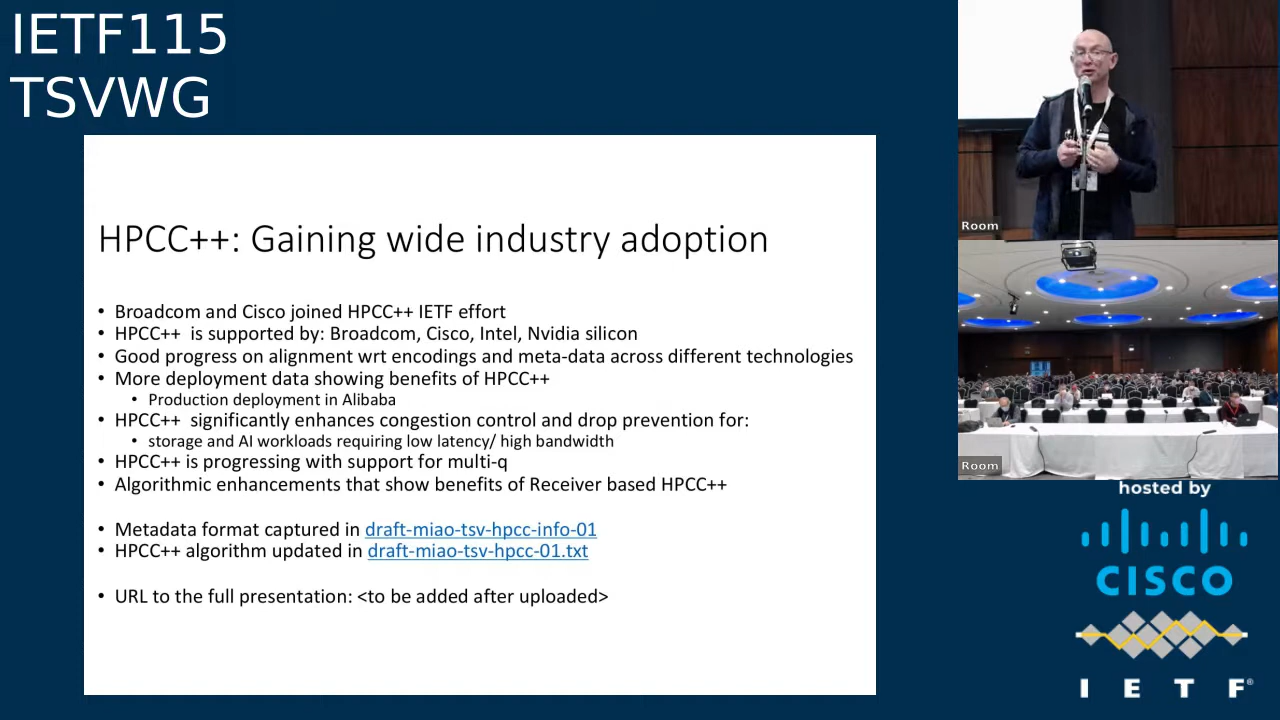 IETF115
TSVWG
HPCC++: Gaining wide industry adoption
• Broadcom and Cisco joined HPCC++ IETF effort
• HPCC++  is supported by: Broadcom, Cisco, Intel, Nvidia silicon
• Good progress on alignment wrt encodings and meta-data across different technologies
• More deployment data showing benefits of HPCC++
• Production deployment in Alibaba
• HPCC++  significantly enhances congestion control and drop prevention for:
• storage and AI workloads requiring low latency/ high bandwidth
• HPCC++ is progressing with support for multi-q
• Algorithmic enhancements that show benefits of Receiver based HPCC++
• Metadata format captured in draft-miao-tsv-hpcc-info-01
• HPCC++ algorithm updated in draft-miao-tsv-hpcc-01.txt
• URL to the full presentation: <to be added after uploaded>
Room
Room
hosted by
CISCO
I E T F®